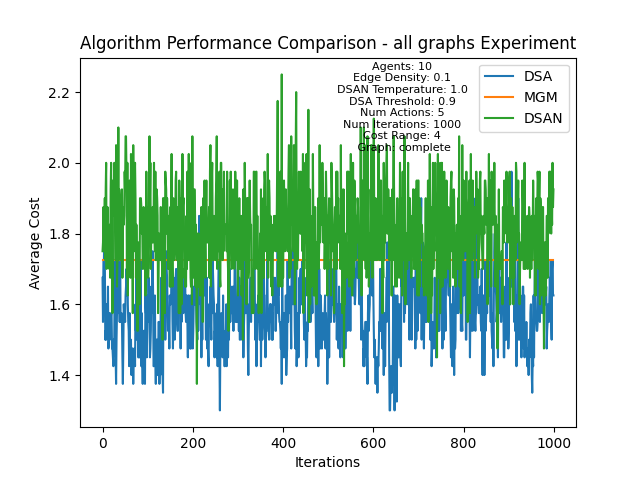 Algorithm Performance Comparison - all graphs Experiment
Agents: 10
Edge Density: 0.1
DSAN Temperature: 1.0
DSA Threshold: 0.9
Num Actions: 5
Num Iterations: 1000
Cost Range: 4
Graph: complete
DSA
MGM
DSAN
Average Cost
2.2
2.0
1.8
1.6
1.4
0
200
400
600
800
1000
Iterations